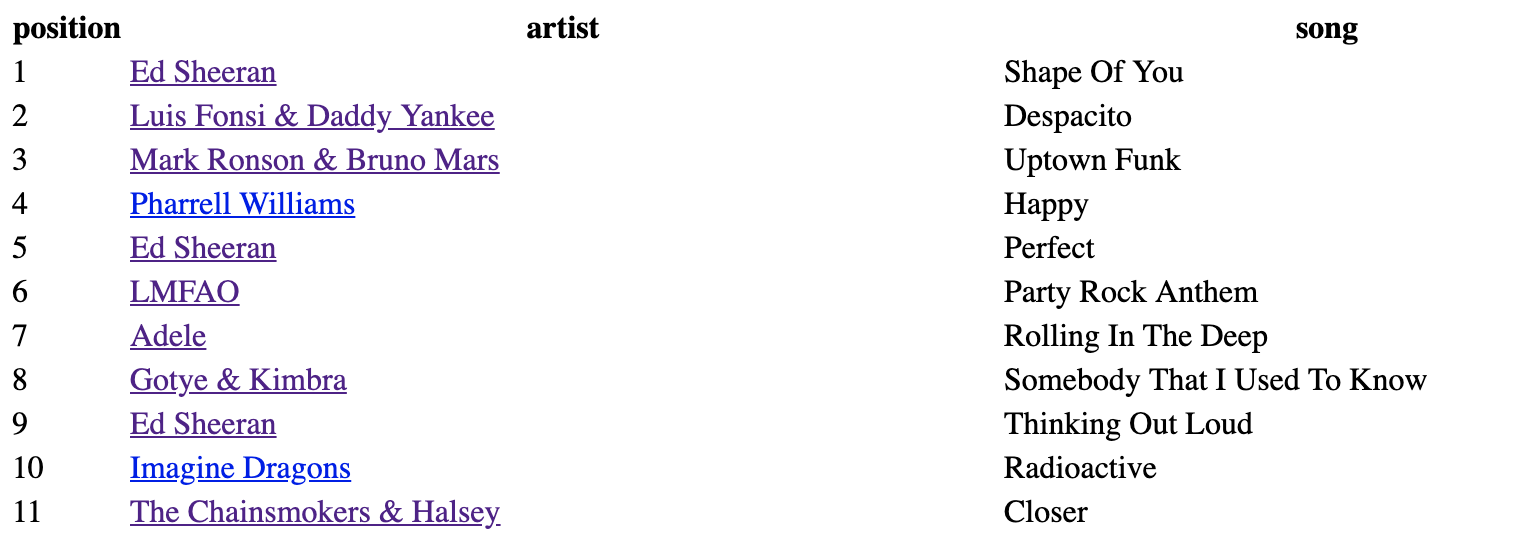 position artist song
1 Ed Sheeran Shape Of You
2 Luis Fonsi & Daddy Yankee Despacito
3 Mark Ronson & Bruno Mars Uptown Funk
4 Pharrell Williams Happy
5 Ed Sheeran Perfect
6 LMFAO Party Rock Anthem
7 Adele Rolling In The Deep
8 Gotye & Kimbra Somebody That I Used To Know
9 Ed Sheeran Thinking Out Loud
10 Imagine Dragons Radioactive
11 The Chainsmokers & Halsey Closer